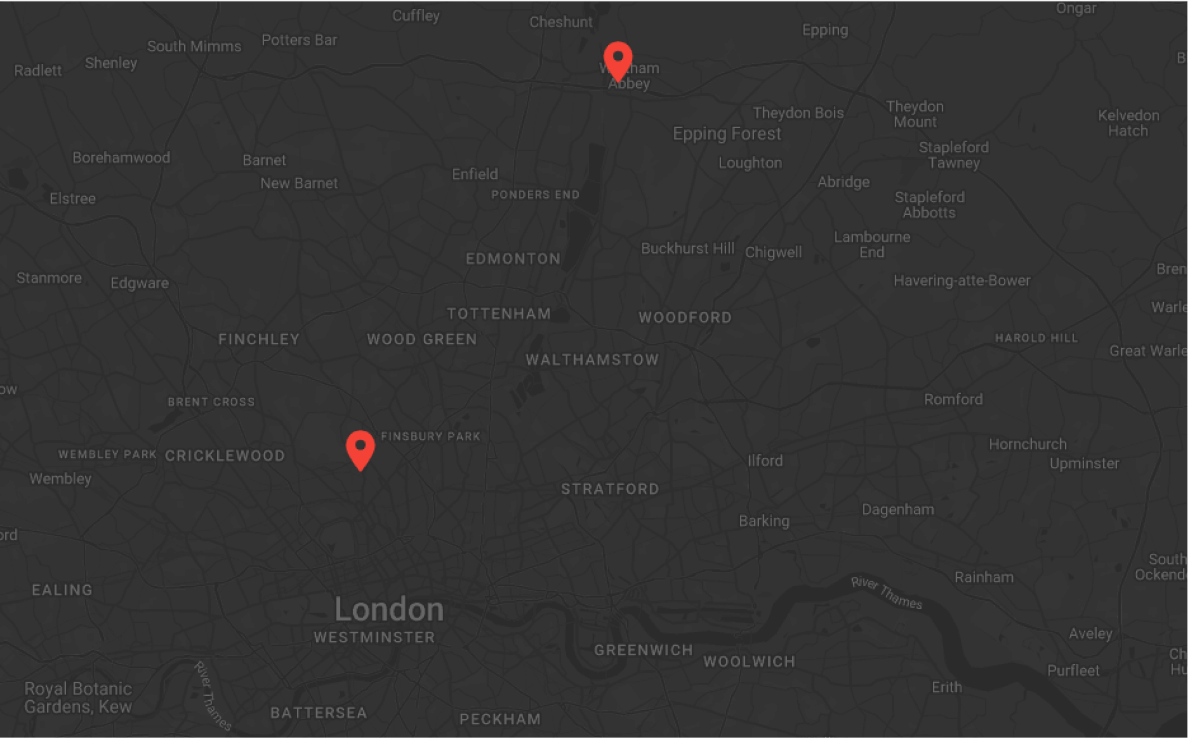 Cuffley
Cheshunt
Ongar
Epping
Potters Bar
South Mimms
Shenley
Radlett
Abbey
Theydon Bois
Theydon
Mount
Kelvedon
Hatch
Epping Forest
Stapleford
Tawney
Borehamwood
Barnet
Loughton
Enfield
New Barnet
Abridge
PONDERS END
Elstree
Stapleford
Abbotts
Lambourne
End
Buckhurst Hill
Chigwell
EDMONTON
Stanmore
Edgware
Havering-atte-Bower
Bren
Warle
TOTTENHAM
WOODFORD
FINCHLEY
WOOD GREEN
HAROLD HILL
Great Warle
WALTHAMSTOW
ow
BRENT CROSS
Romford
FINSBURY PARK
Hornchurch
WEMBLEY PARK
CRICKLEWOOD
Ilford
Upminster
Wembley
STRATFORD
Dagenham
Barking
ord
South
Ockend
Rainham
EALING
River Thames
London
WESTMINSTER
Aveley
GREENWICH
WOOLWICH
Ch
Hu
Purfleet
Royal Botanic
Gardens, Kew
River Thames
Erith
BATTERSEA
PECKHAM